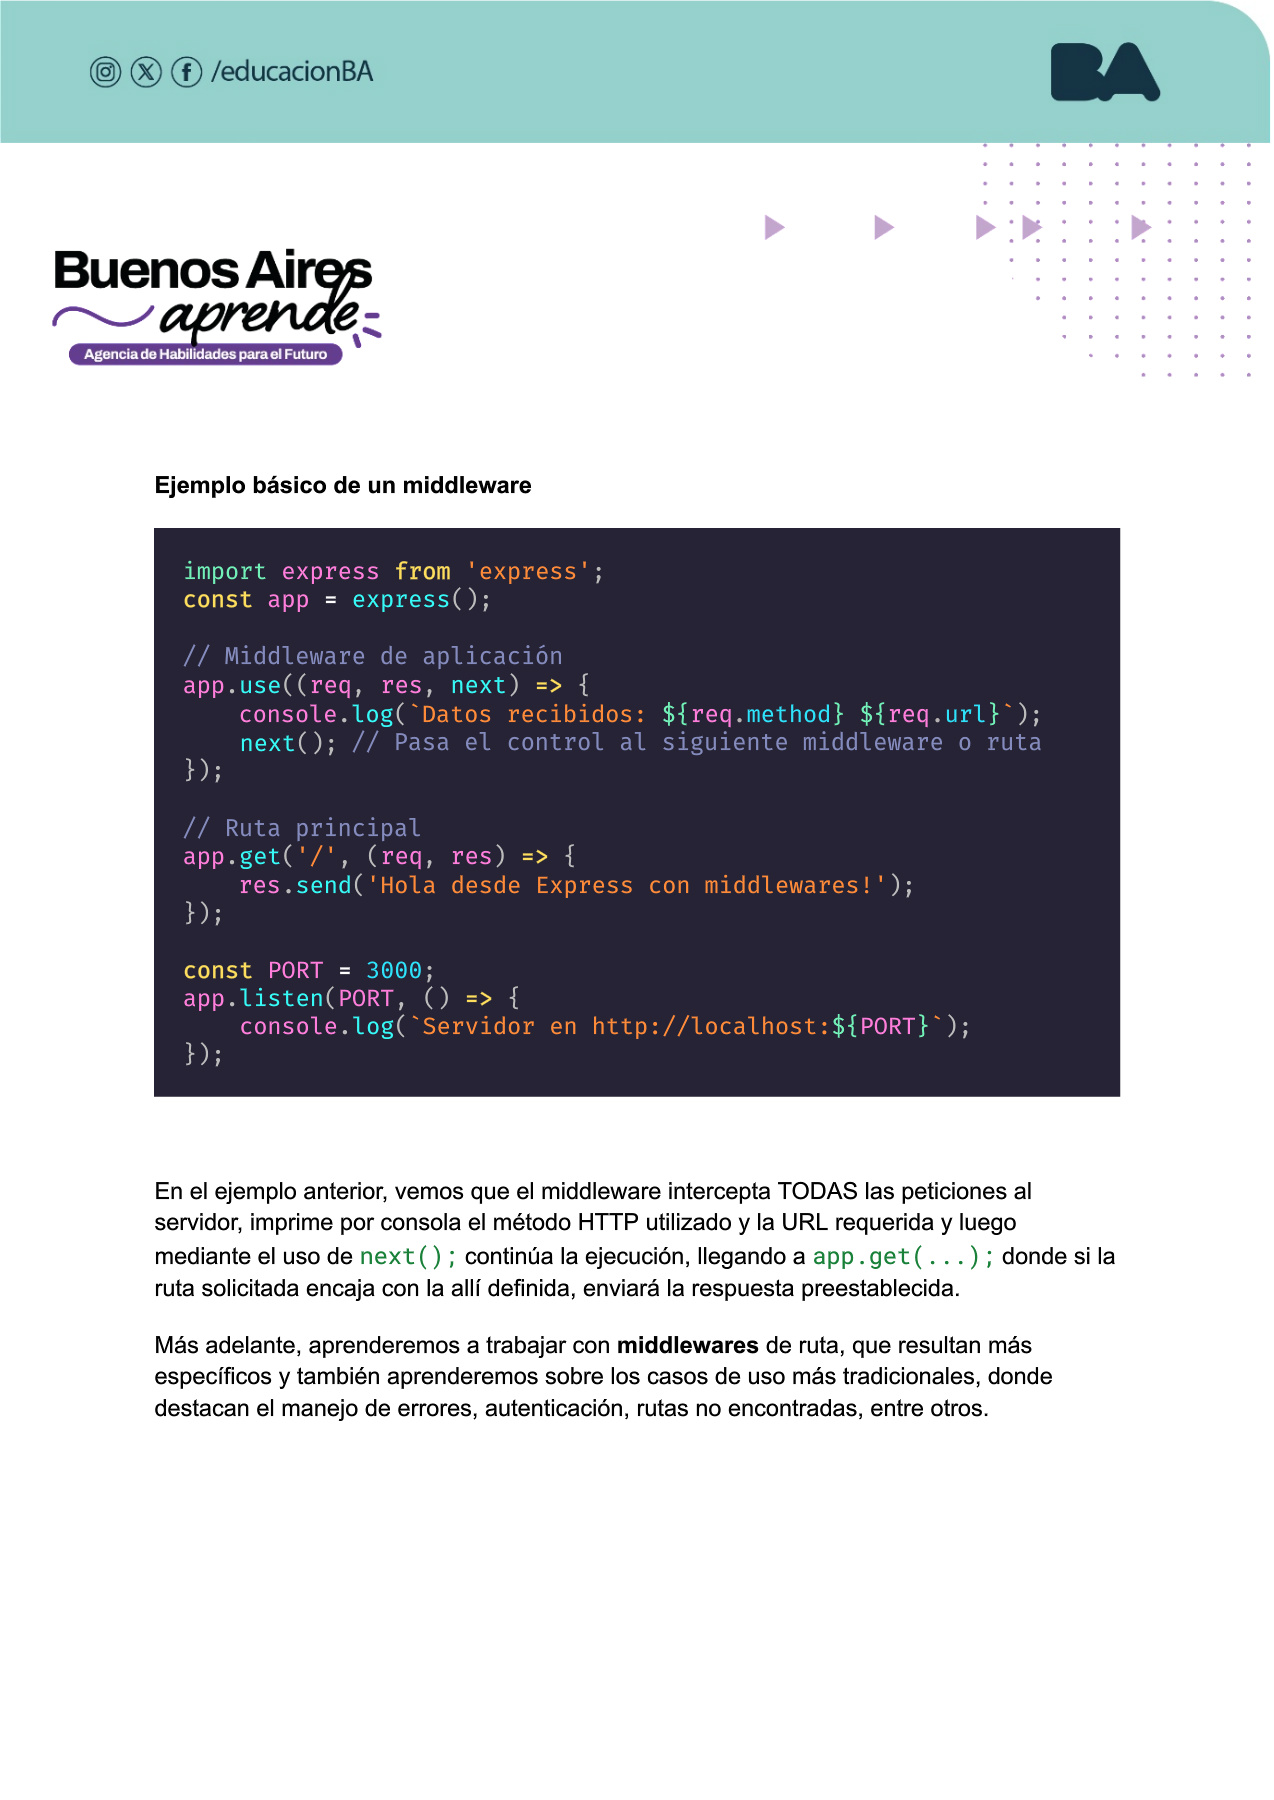 /educacionBA
BA
Buenos Aires
aprende
Agencia de Habilidades para el Futuro
Ejemplo básico de un middleware
import express from 'express';
const app = express();
// Middleware de aplicación
app.use((req, res, next) => {
    console.log(`Datos recibidos: ${req.method} ${req.url}`);
    next(); // Pasa el control al siguiente middleware o ruta
});
// Ruta principal
app.get('/', (req, res) => {
    res.send('Hola desde Express con middlewares!');
});
const PORT = 3000;
app.listen(PORT, () => {
    console.log(`Servidor en http://localhost:${PORT}`);
});
En el ejemplo anterior, vemos que el middleware intercepta TODAS las peticiones al
servidor, imprime por consola el método HTTP utilizado y la URL requerida y luego
mediante el uso de next(); continúa la ejecución, llegando a app.get(...); donde si la
ruta solicitada encaja con la allí definida, enviará la respuesta preestablecida.
Más adelante, aprenderemos a trabajar con middlewares de ruta, que resultan más
específicos y también aprenderemos sobre los casos de uso más tradicionales, donde
destacan el manejo de errores, autenticación, rutas no encontradas, entre otros.